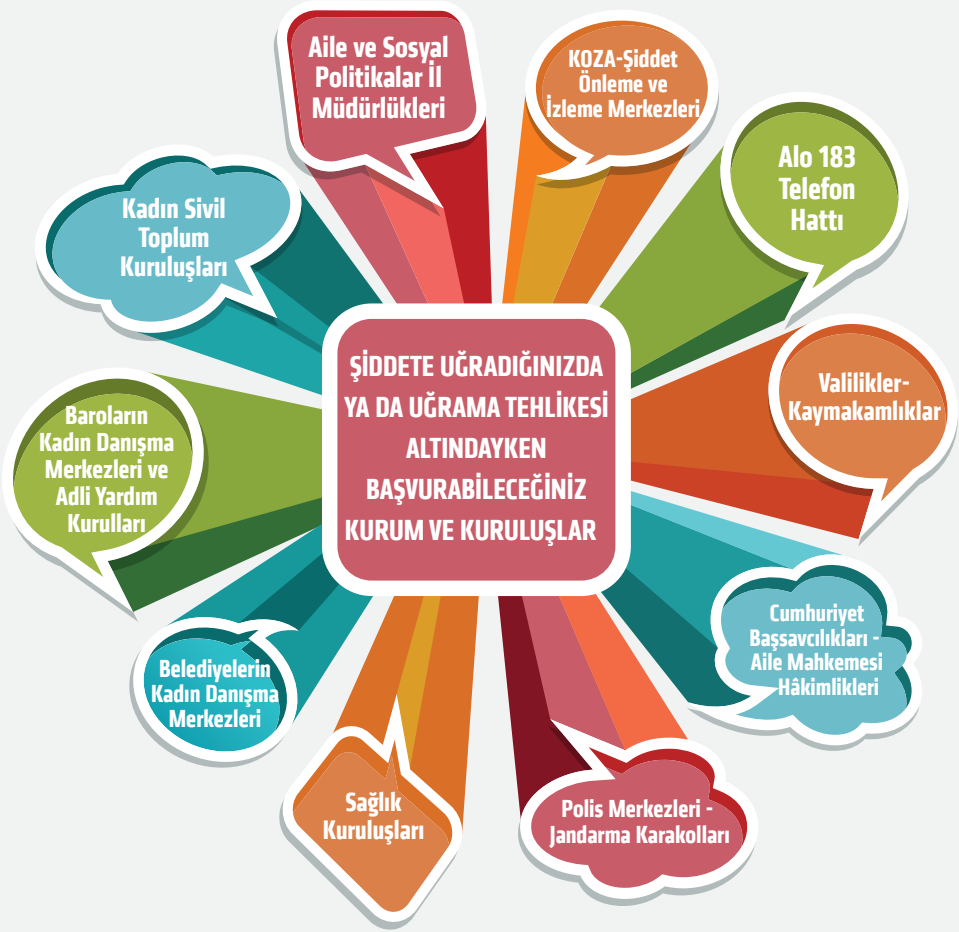 ŞİDDETE UĞRADIĞINIZDA
YA DA UĞRAMA TEHLİKESİ
ALTINDAYKEN
BAŞVURABİLECEĞİNİZ
KURUM VE KURULUŞLAR
Aile ve Sosyal
Politikalar İl
Müdürlükleri
KOZA-Şiddet
Önleme ve
İzleme Merkezleri
Alo 183
Telefon
Hattı
Valilikler-
Kaymakamlıklar
Cumhuriyet
Başsavcılıkları -
Aile Mahkemesi
Hâkimlikleri
Polis Merkezleri -
Jandarma Karakolları
Sağlık
Kuruluşları
Belediyelerin
Kadın Danışma
Merkezleri
Baroların
Kadın Danışma
Merkezleri ve
Adli Yardım
Kurulları
Kadın Sivil
Toplum
Kuruluşları